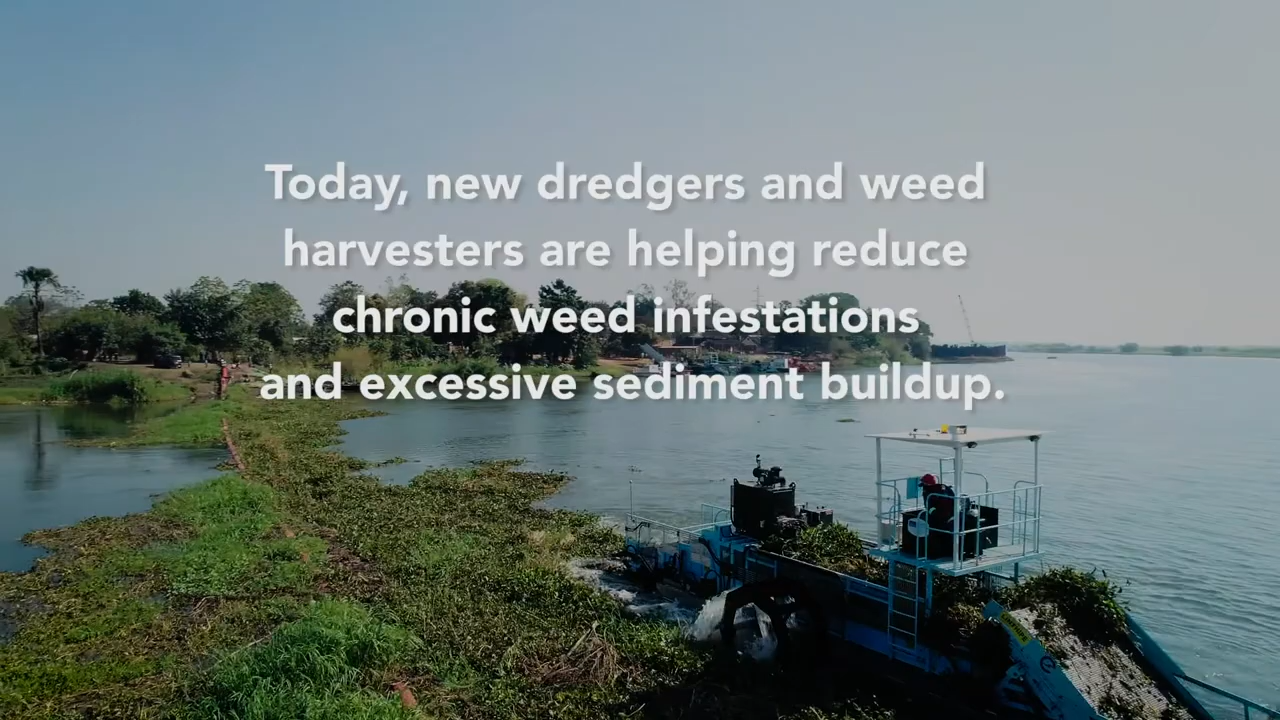 Today, new dredgers and weed
harvesters are helping reduce
chronic weed infestations
and excessive sediment buildup.